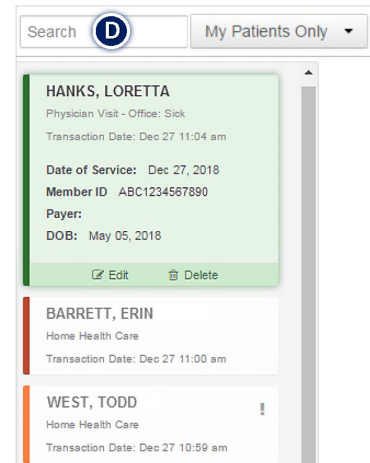 Search D My Patients Only
HANKS, LORETTA
Physician Visit - Office: Sick
Transaction Date: Dec 27 11:04 am
Date of Service: Dec 27, 2018
Member ID ABC1234567890
Payer:
DOB: May 05, 2018
Edit Delete
BARRETT, ERIN
Home Health Care
Transaction Date: Dec 27 11:00 am
WEST, TODD !
Home Health Care
Transaction Date: Dec 27 10:59 am